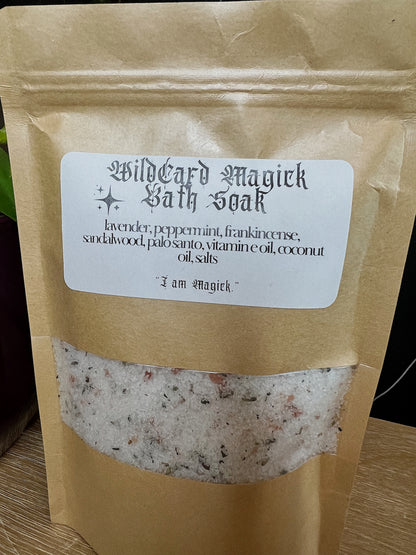 WildCard Magick
Bath Soak
lavender, peppermint, frankincense,
sandalwood, palo santo, vitamin e oil, coconut
oil, salts
"I am Magick."